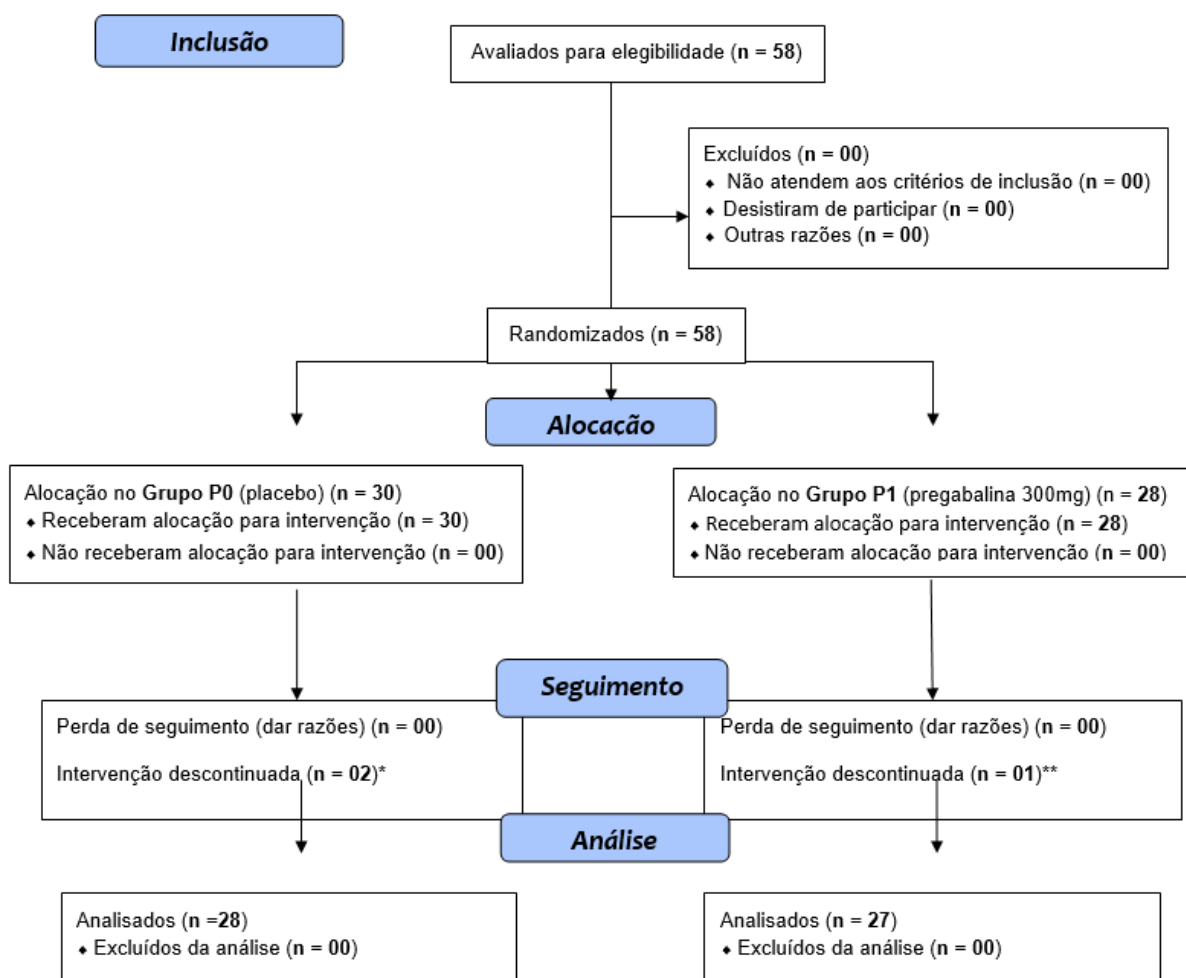 Inclusão
Avaliados para elegibilidade (n = 58)
Excluídos (n = 00)
⬥ Não atendem aos critérios de inclusão (n = 00)
⬥ Desistiram de participar (n = 00)
⬥ Outras razões (n = 00)
Randomizados (n = 58)
Alocação
Alocação no Grupo P0 (placebo) (n = 30)
⬥ Receberam alocação para intervenção (n = 30)
⬥ Não receberam alocação para intervenção (n = 00)
Alocação no Grupo P1 (pregabalina 300mg) (n = 28)
⬥ Receberam alocação para intervenção (n = 28)
⬥ Não receberam alocação para intervenção (n = 00)
Seguimento
Perda de seguimento (dar razões) (n = 00)
Intervenção descontinuada (n = 02)*
Perda de seguimento (dar razões) (n = 00)
Intervenção descontinuada (n = 01)**
Análise
Analisados (n =28)
⬥ Excluídos da análise (n = 00)
Analisados (n = 27)
⬥ Excluídos da análise (n = 00)